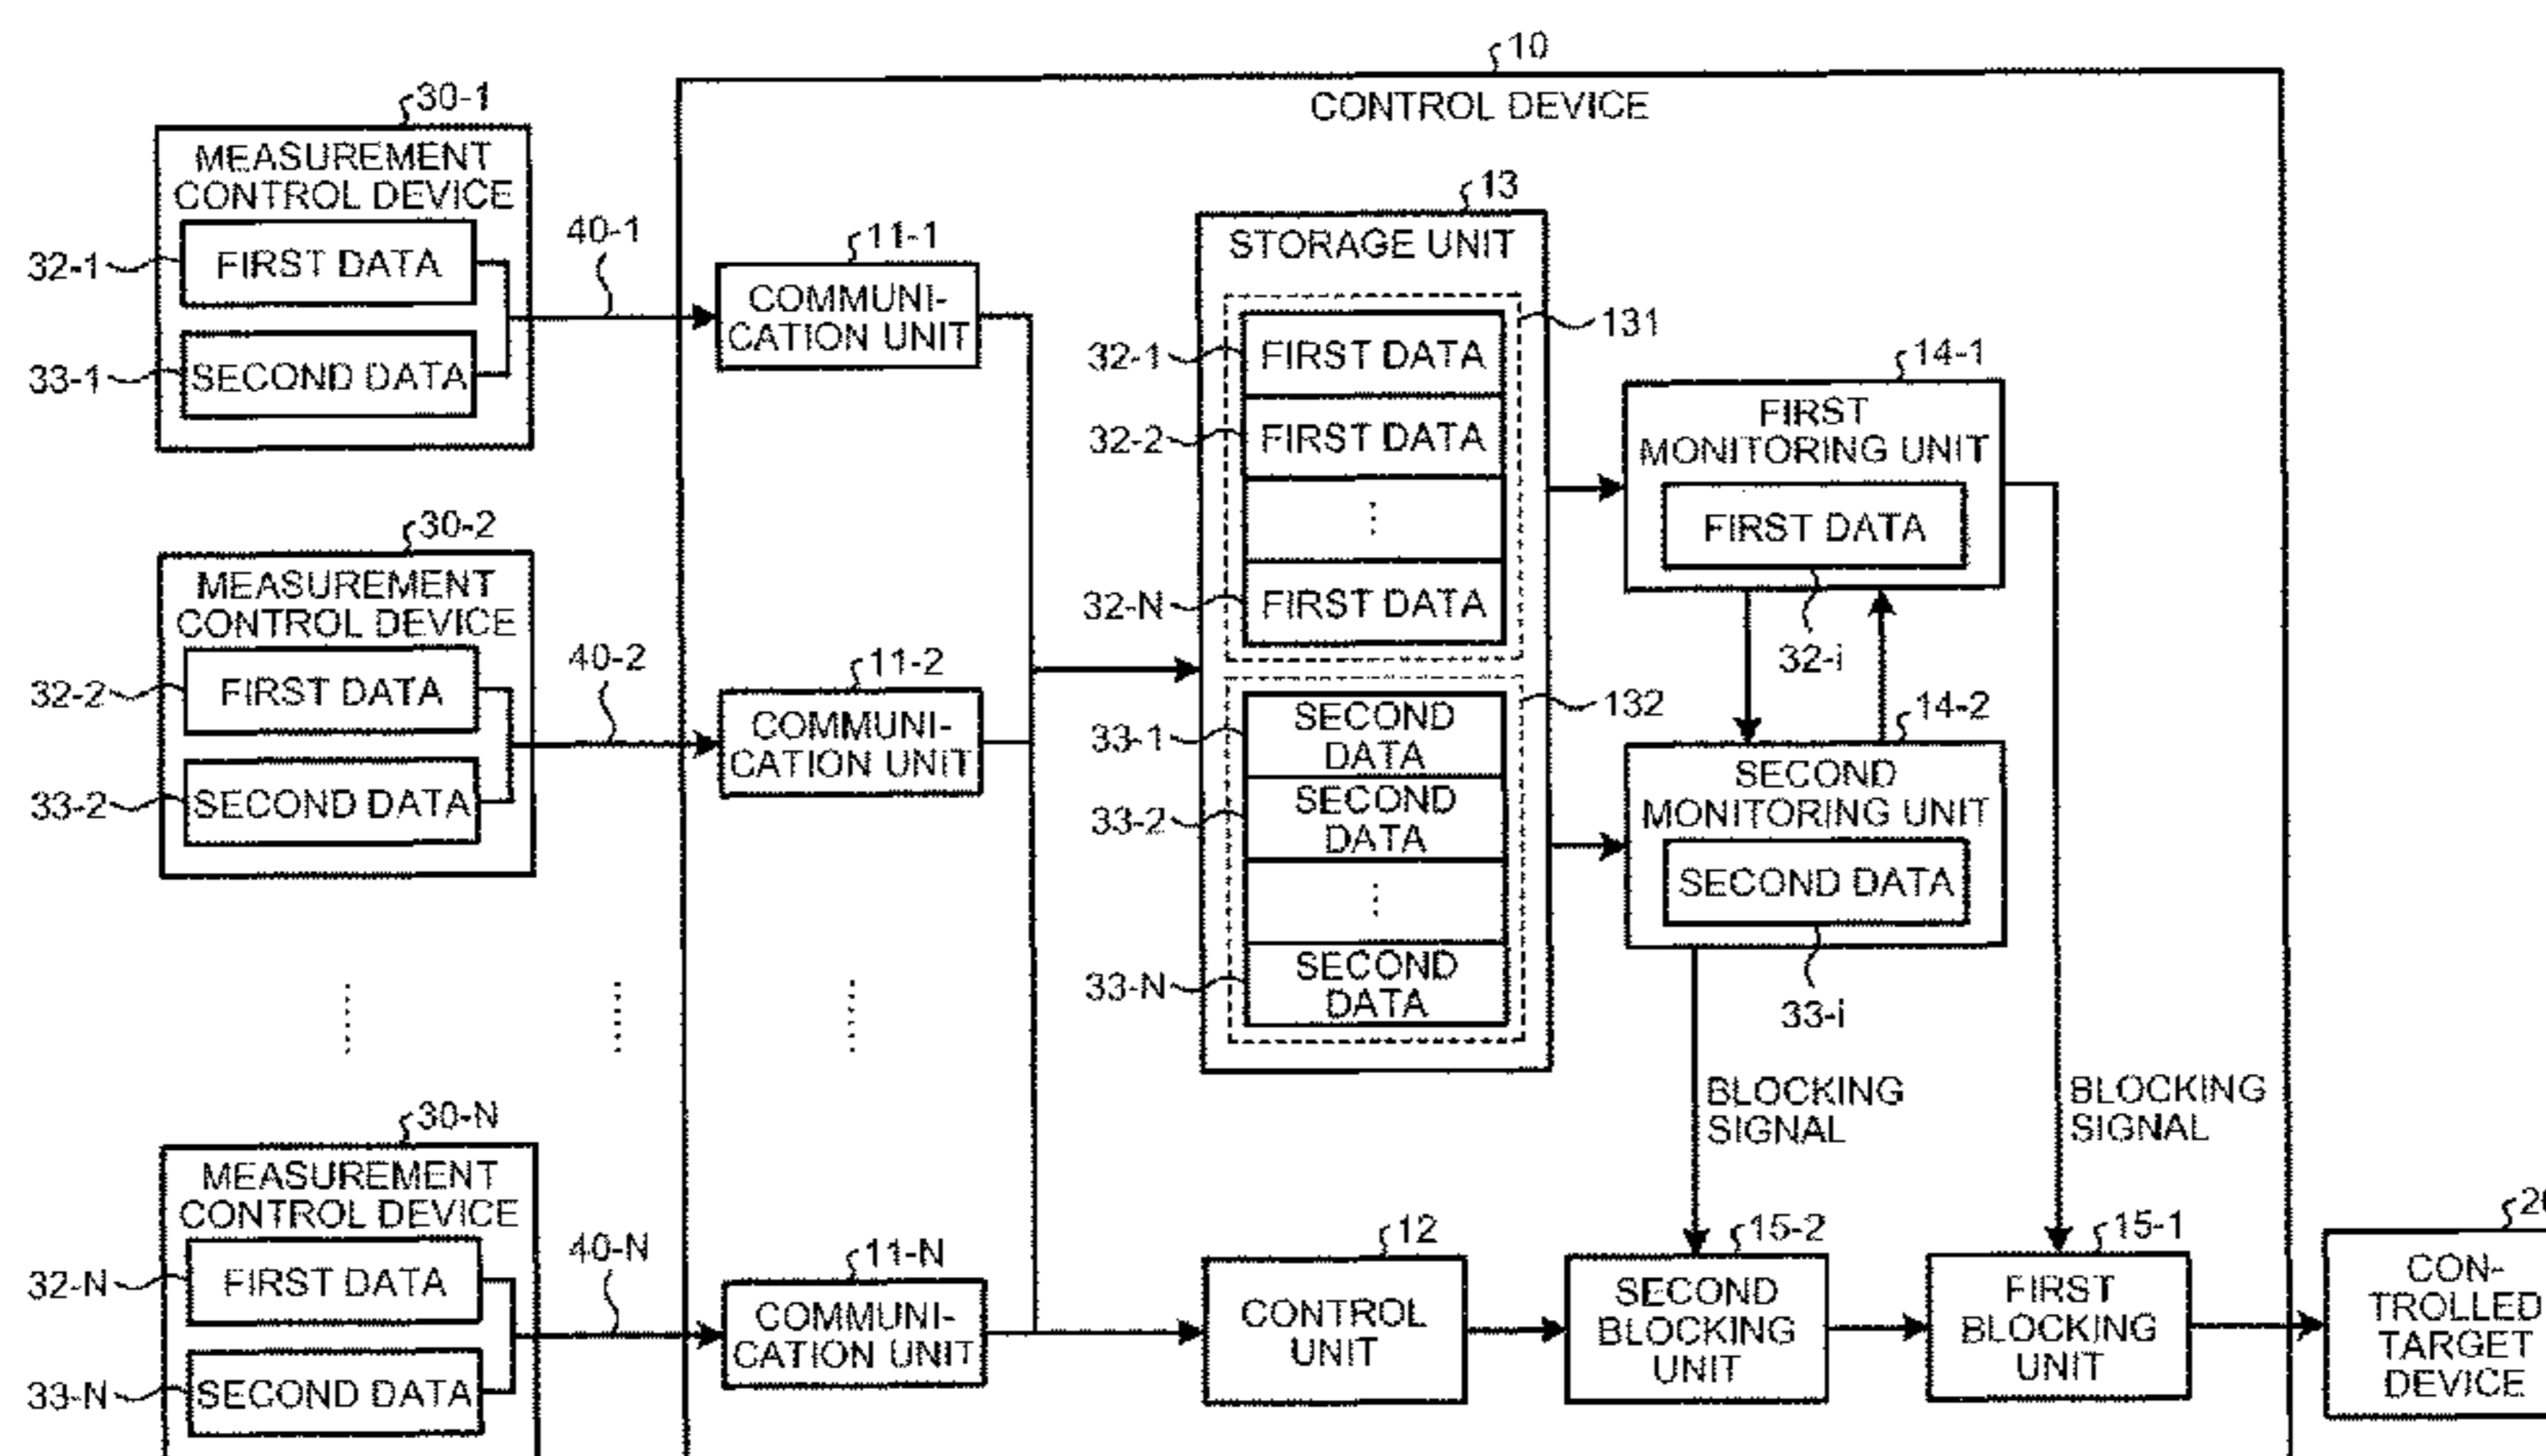 10
CONTROL DEVICE
30-1
MEASUREMENT
CONTROL DEVICE
32-1
FIRST DATA
33-1
SECOND DATA
40-1
11-1
COMMUNI-
CATION UNIT
30-2
MEASUREMENT
CONTROL DEVICE
32-2
FIRST DATA
33-2
SECOND DATA
40-2
11-2
COMMUNI-
CATION UNIT
30-N
MEASUREMENT
CONTROL DEVICE
32-N
FIRST DATA
33-N
SECOND DATA
40-N
11-N
COMMUNI-
CATION UNIT
13
STORAGE UNIT
131
32-1
FIRST DATA
32-2
FIRST DATA
32-N
FIRST DATA
132
33-1
SECOND
DATA
33-2
SECOND
DATA
33-N
SECOND
DATA
14-1
FIRST
MONITORING UNIT
FIRST DATA
32-i
14-2
SECOND
MONITORING UNIT
SECOND DATA
33-i
BLOCKING
SIGNAL
BLOCKING
SIGNAL
12
CONTROL
UNIT
15-2
SECOND
BLOCKING
UNIT
15-1
FIRST
BLOCKING
UNIT
CON-
TROLLED
TARGET
DEVICE